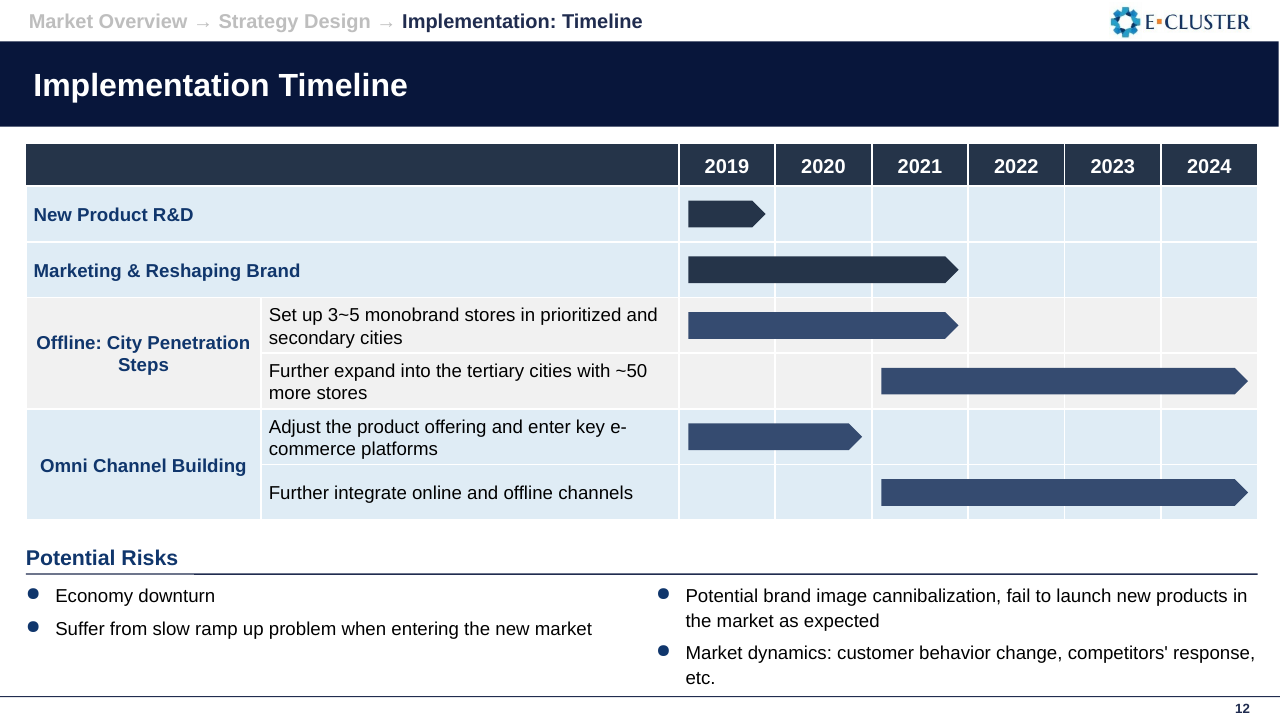 Market Overview → Strategy Design → Implementation: Timeline
E▪CLUSTER
Implementation Timeline
2019 2020 2021 2022 2023 2024
New Product R&D
Marketing & Reshaping Brand
Offline: City Penetration
Steps
Set up 3~5 monobrand stores in prioritized and
secondary cities
Further expand into the tertiary cities with ~50
more stores
Omni Channel Building
Adjust the product offering and enter key e-
commerce platforms
Further integrate online and offline channels
Potential Risks
● Economy downturn
● Suffer from slow ramp up problem when entering the new market
● Potential brand image cannibalization, fail to launch new products in
the market as expected
● Market dynamics: customer behavior change, competitors' response,
etc.
12